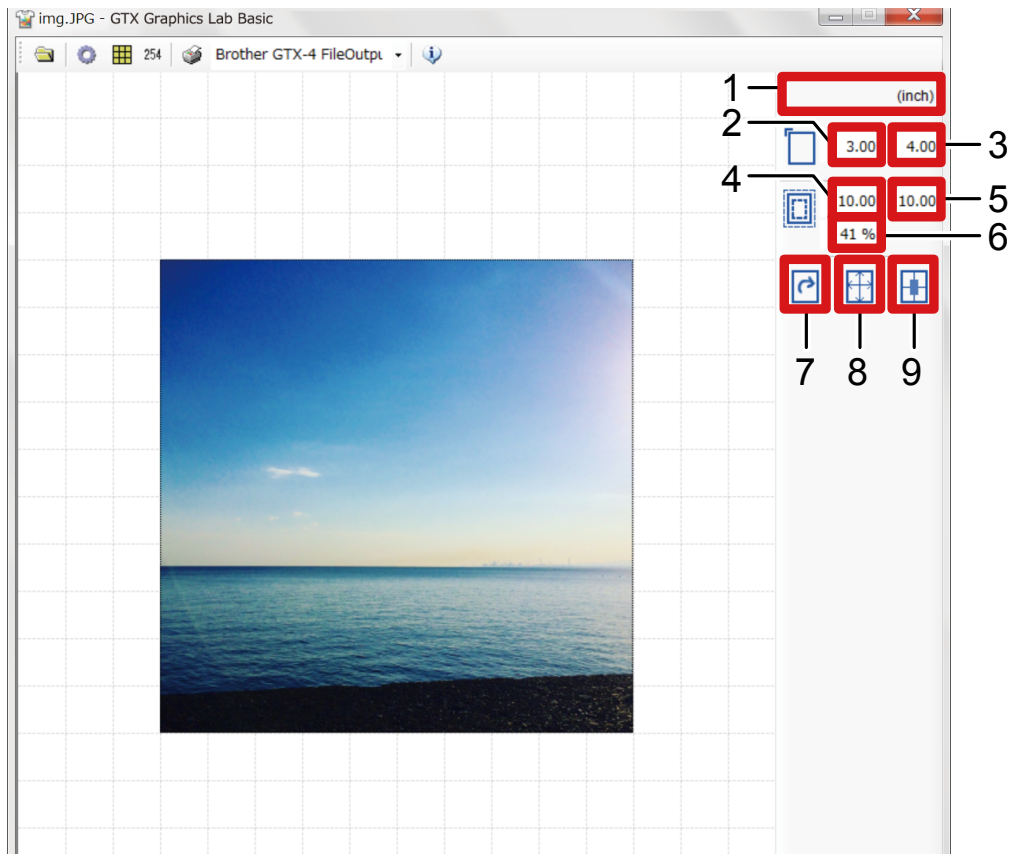 img.JPG - GTX Graphics Lab Basic
254 Brother GTX-4 FileOutpu
1 (inch)
2 3.00 4.00 3
4 10.00 10.00 5
41 % 6
7 8 9